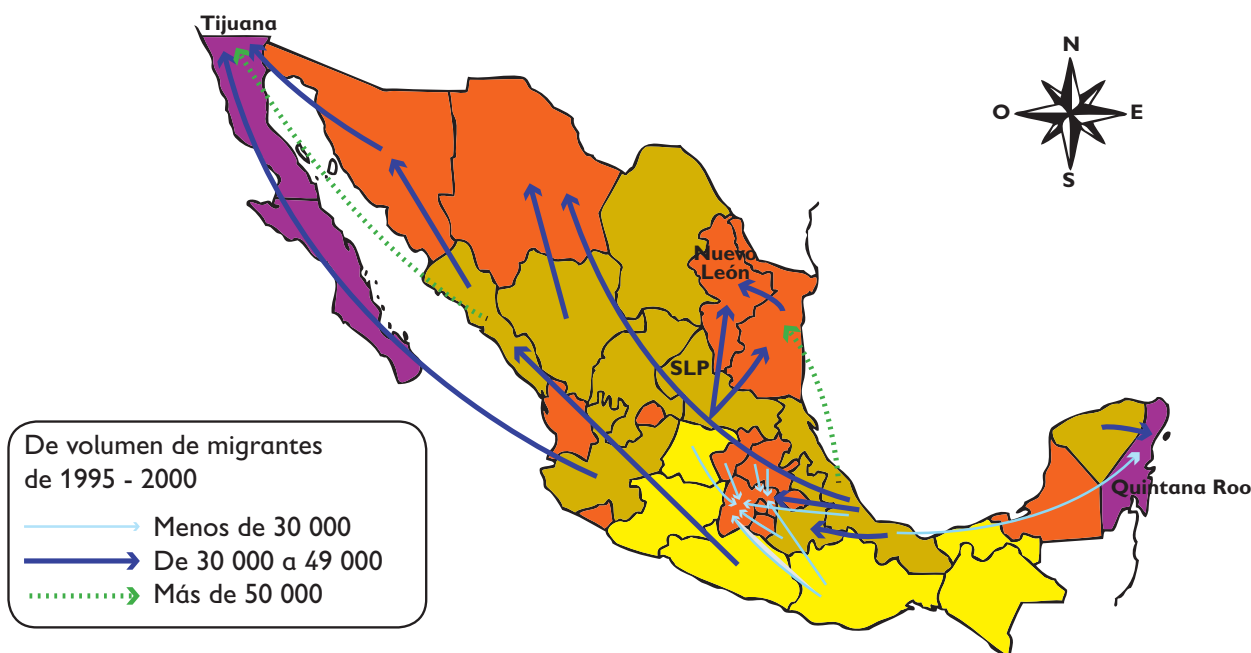 Tijuana
N
O
E
S
Nuevo
León
SLP
Quintana Roo
De volumen de migrantes
de 1995 - 2000
Menos de 30 000
De 30 000 a 49 000
Más de 50 000